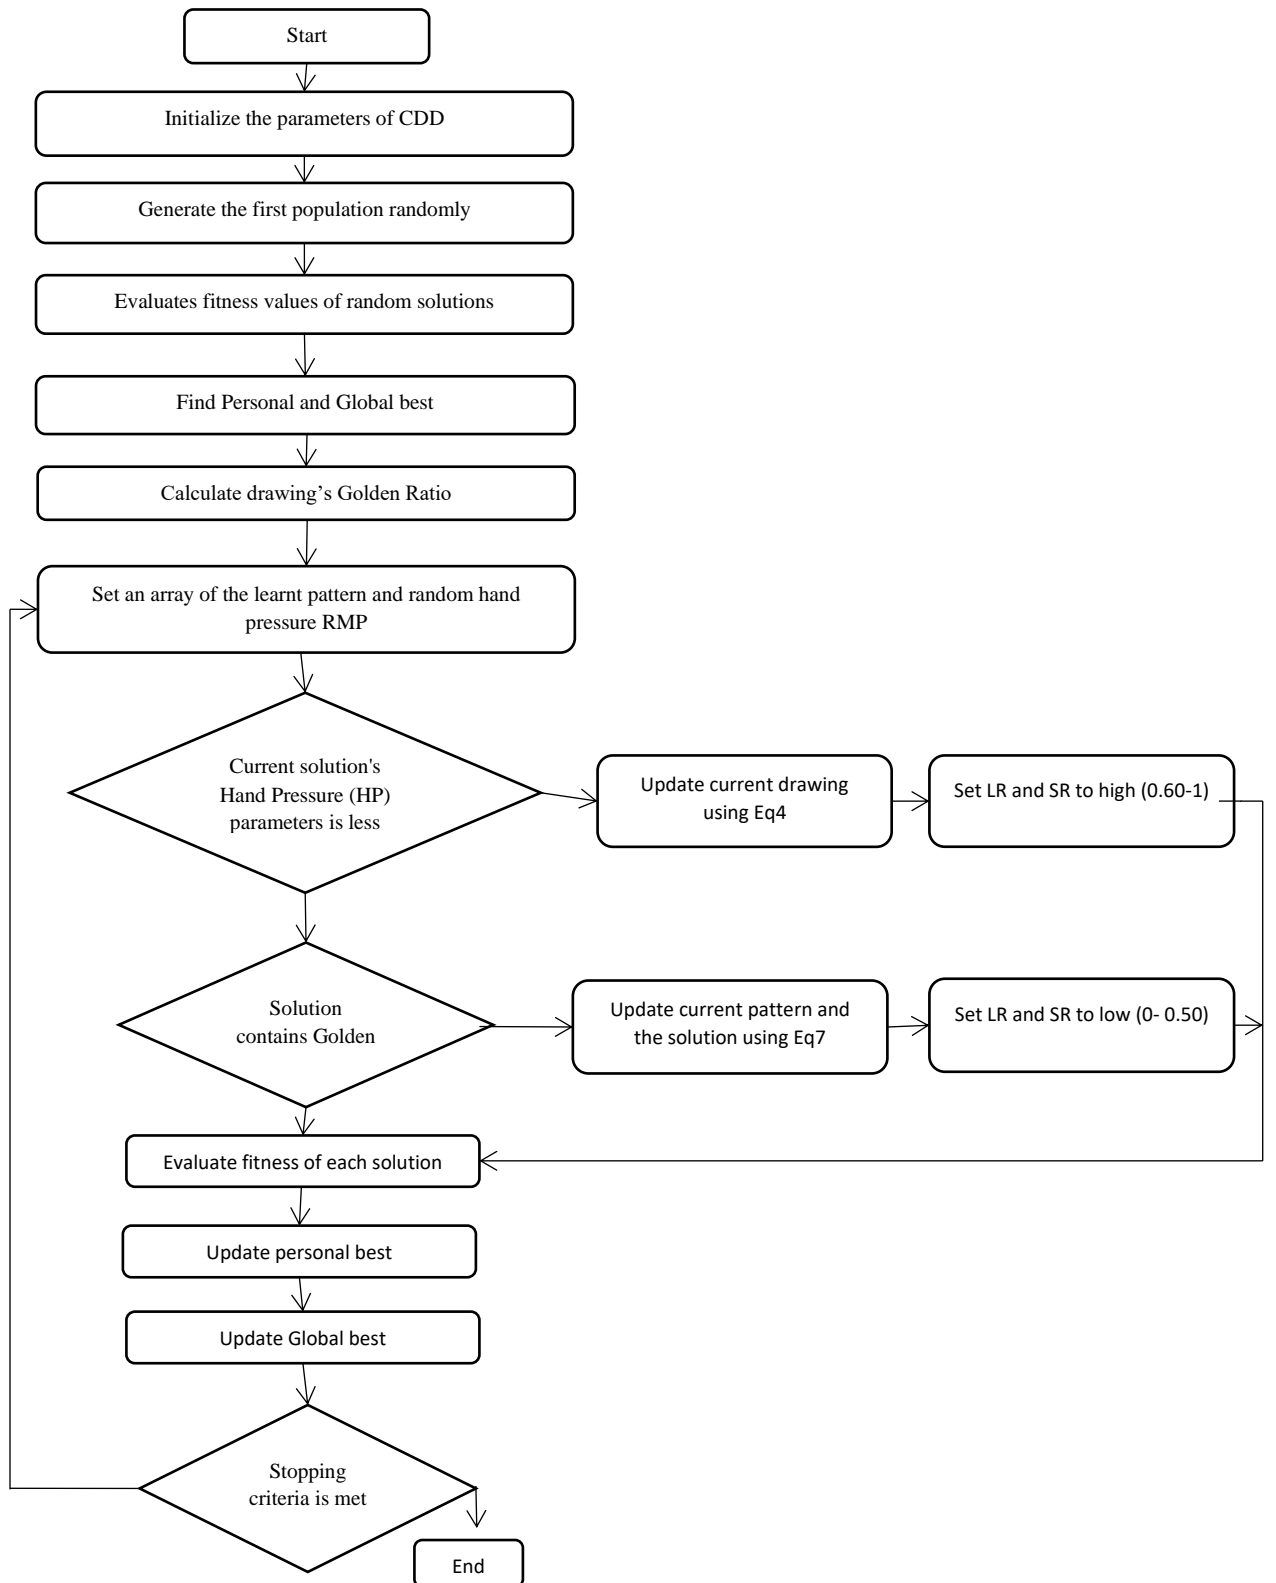 Start
Initialize the parameters of CDD
Generate the first population randomly
Evaluates fitness values of random solutions
Find Personal and Global best
Calculate drawing’s Golden Ratio
Set an array of the learnt pattern and random hand
pressure RMP
Current solution's
Hand Pressure (HP)
parameters is less
Update current drawing
using Eq4
Set LR and SR to high (0.60-1)
Solution
contains Golden
Update current pattern and
the solution using Eq7
Set LR and SR to low (0- 0.50)
Evaluate fitness of each solution
Update personal best
Update Global best
Stopping
criteria is met
End